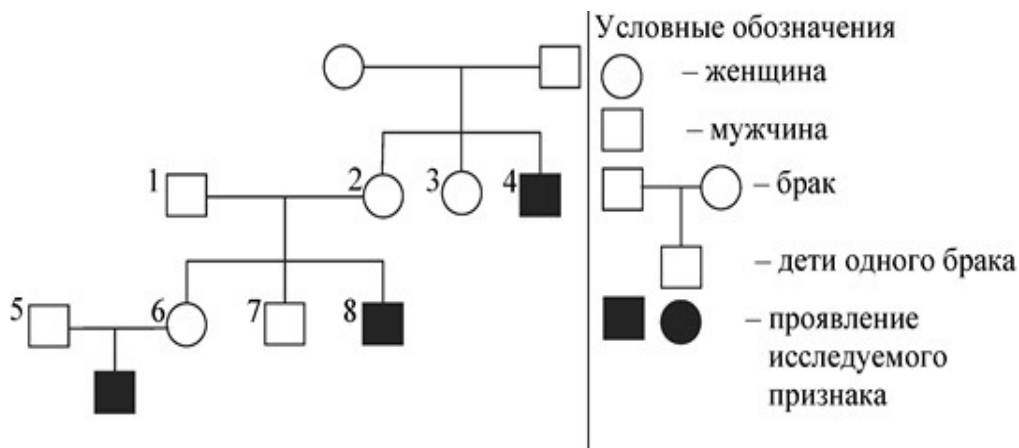 Условные обозначения
– женщина
– мужчина
– брак
– дети одного брака
– проявление
исследуемого
признака
1
2
3
4
5
6
7
8